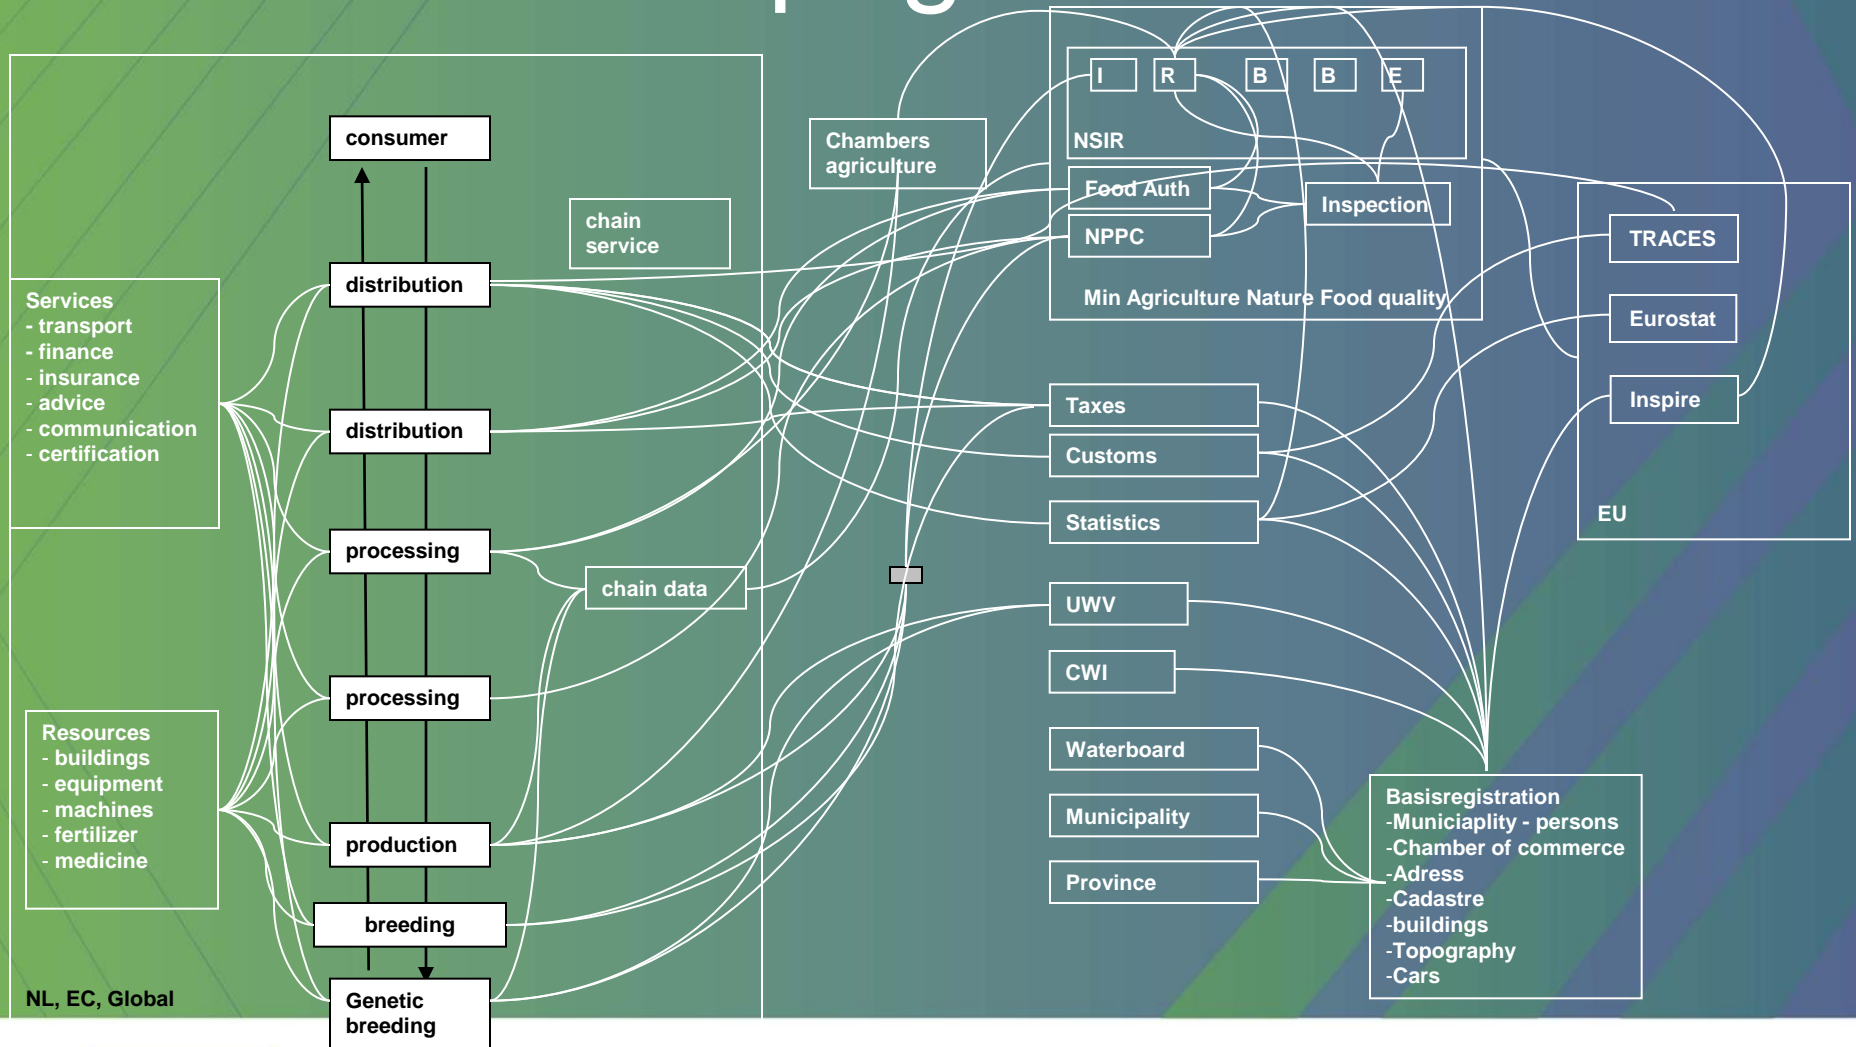 consumer
chain
service
distribution
Services
- transport
- finance
- insurance
- advice
- communication
- certification
distribution
processing
chain data
processing
Resources
- buildings
- equipment
- machines
- fertilizer
- medicine
production
breeding
Genetic
breeding
NL, EC, Global
Chambers
agriculture
I
R
B
B
E
NSIR
Food Auth
NPPC
Inspection
Min Agriculture Nature Food quality
TRACES
Eurostat
Inspire
EU
Taxes
Customs
Statistics
UWV
CWI
Waterboard
Municipality
Province
Basisregistration
-Municiaplity - persons
-Chamber of commerce
-Adress
-Cadastre
-buildings
-Topography
-Cars